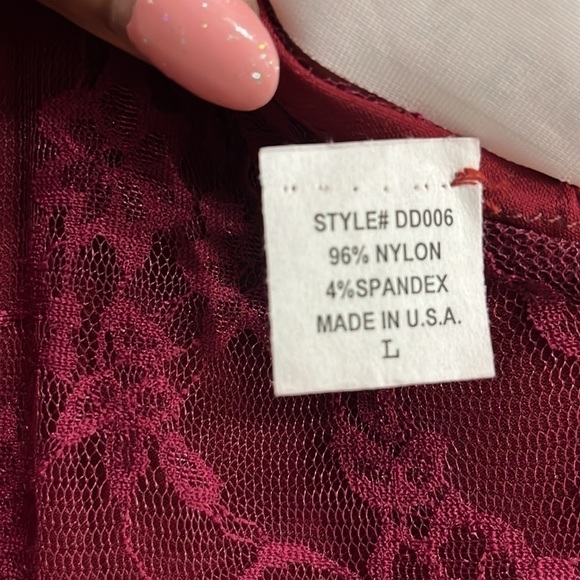 STYLE# DD006
96% NYLON
4%SPANDEX
MADE IN U.S.A.
L